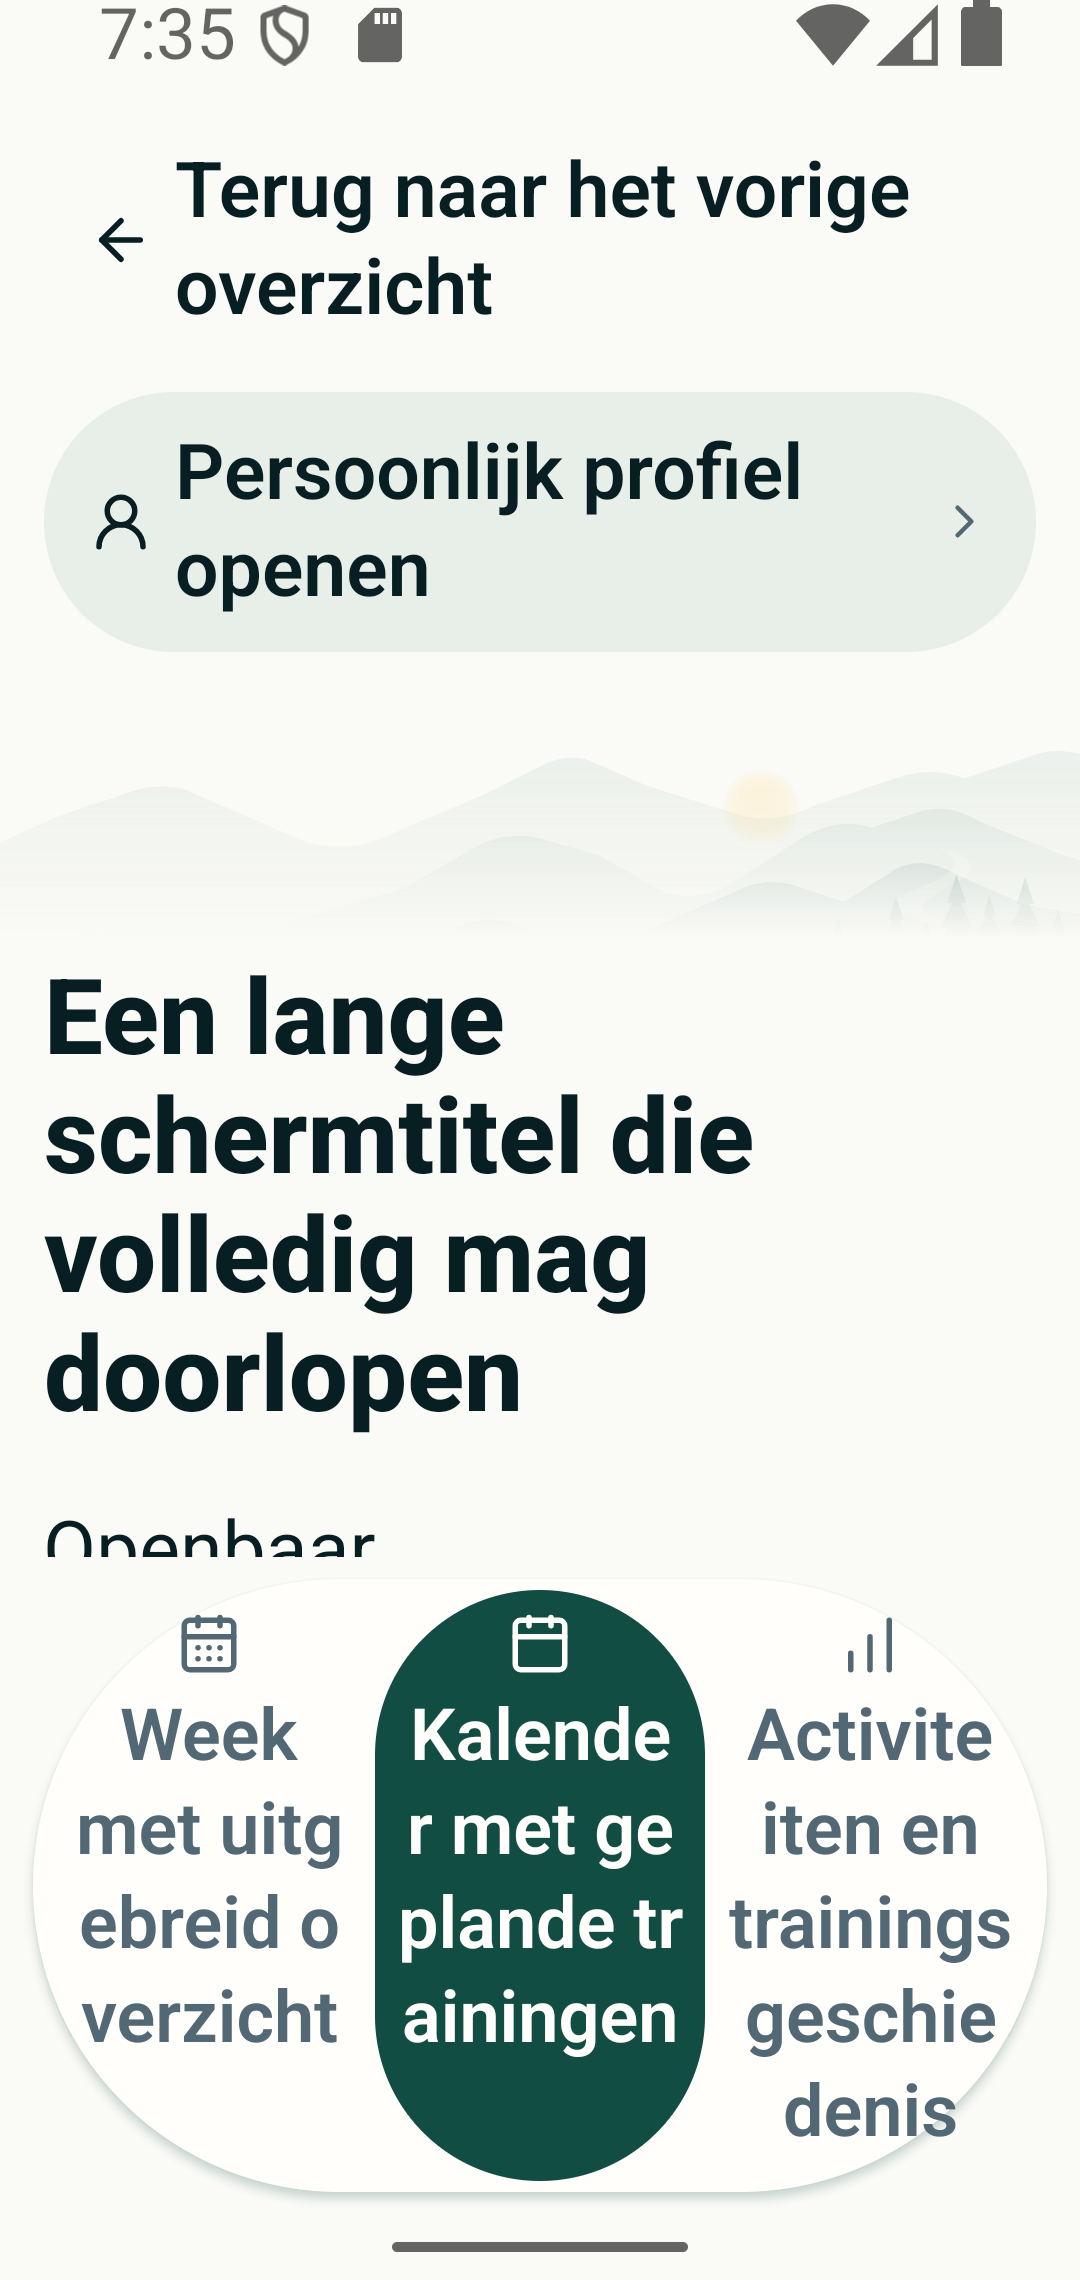 7:35
Terug naar het vorige
overzicht
Persoonlijk profiel
openen
Een lange
schermtitel die
volledig mag
doorlopen
Openbaar
Week
met uitg
ebreid o
verzicht
Kalende
r met ge
plande tr
ainingen
Activite
iten en
trainings
geschie
denis